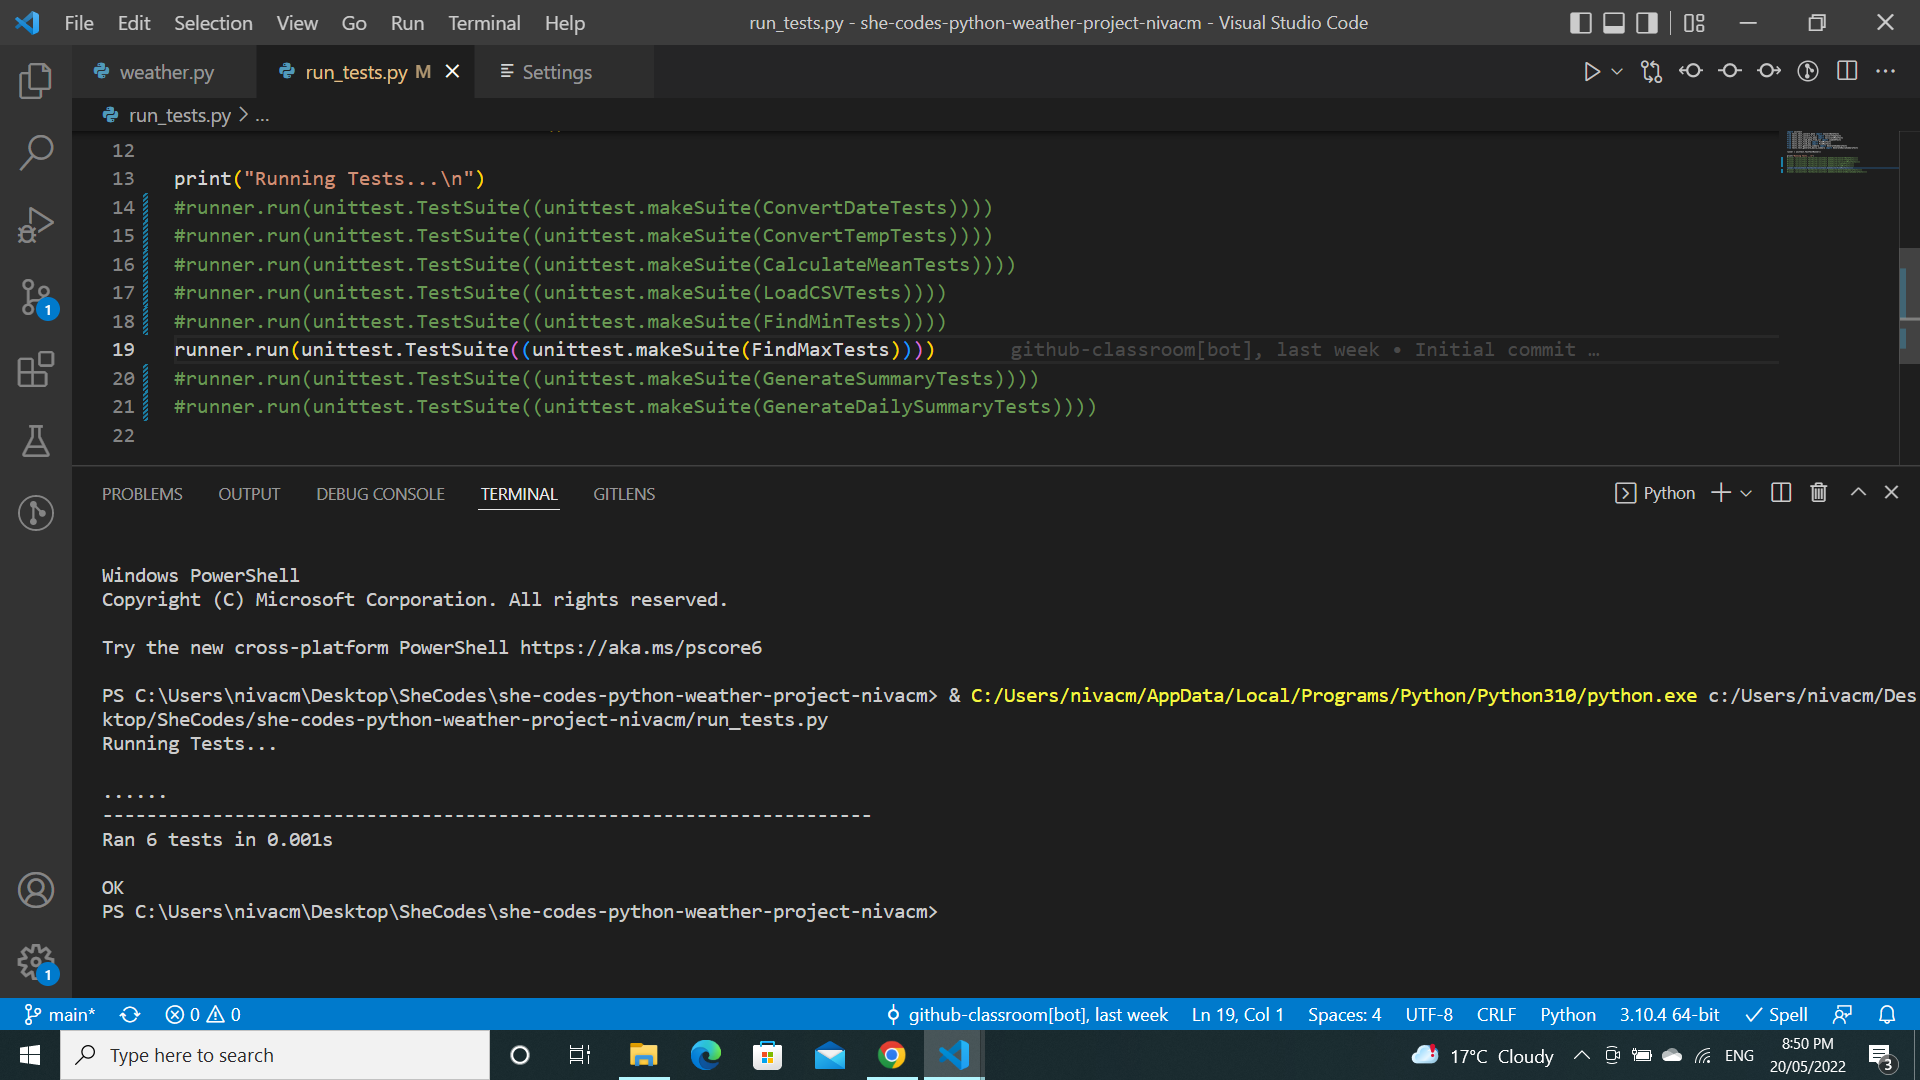 File Edit Selection View Go Run Terminal Help
run_tests.py - she-codes-python-weather-project-nivacm - Visual Studio Code
weather.py
run_tests.py M
Settings
run_tests.py > ...
12
13 print("Running Tests...\n")
14 #runner.run(unittest.TestSuite((unittest.makeSuite(ConvertDateTests))))
15 #runner.run(unittest.TestSuite((unittest.makeSuite(ConvertTempTests))))
16 #runner.run(unittest.TestSuite((unittest.makeSuite(CalculateMeanTests))))
17 #runner.run(unittest.TestSuite((unittest.makeSuite(LoadCSVTests))))
18 #runner.run(unittest.TestSuite((unittest.makeSuite(FindMinTests))))
19 runner.run(unittest.TestSuite((unittest.makeSuite(FindMaxTests)))) github-classroom[bot], last week • Initial commit …
20 #runner.run(unittest.TestSuite((unittest.makeSuite(GenerateSummaryTests))))
21 #runner.run(unittest.TestSuite((unittest.makeSuite(GenerateDailySummaryTests))))
22
1
PROBLEMS OUTPUT DEBUG CONSOLE TERMINAL GITLENS
Python
Windows PowerShell
Copyright (C) Microsoft Corporation. All rights reserved.
Try the new cross-platform PowerShell https://aka.ms/pscore6
PS C:\Users\nivacm\Desktop\SheCodes\she-codes-python-weather-project-nivacm> & C:/Users/nivacm/AppData/Local/Programs/Python/Python310/python.exe c:/Users/nivacm/Des
ktop/SheCodes/she-codes-python-weather-project-nivacm/run_tests.py
Running Tests...
......
----------------------------------------------------------------------
Ran 6 tests in 0.001s
OK
PS C:\Users\nivacm\Desktop\SheCodes\she-codes-python-weather-project-nivacm>
1
main* 0 0 github-classroom[bot], last week Ln 19, Col 1 Spaces: 4 UTF-8 CRLF Python 3.10.4 64-bit Spell
Type here to search
17°C Cloudy
ENG
8:50 PM
20/05/2022
3